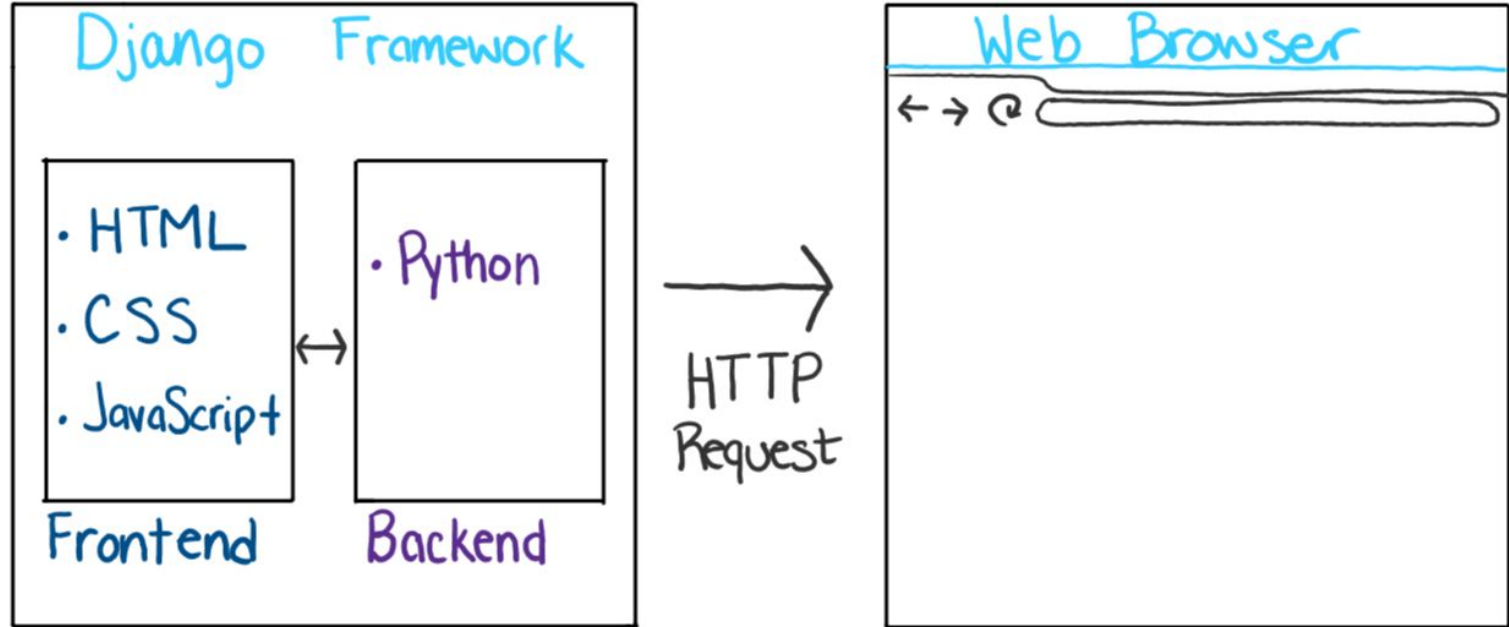 Django Framework
• HTML
• CSS
• JavaScript
Frontend
• Python
Backend
HTTP
Request
Web Browser